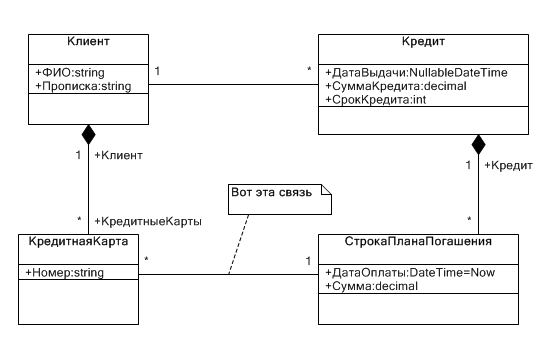 Клиент
+ФИО:string
+Прописка:string
1
*
Кредит
+ДатаВыдачи:NullableDateTime
+СуммаКредита:decimal
+СрокКредита:int
1
+Клиент
1
+Кредит
Вот эта связь
*
+КредитныеКарты
*
КредитнаяКарта
+Номер:string
*
1
СтрокаПланаПогашения
+ДатаОплаты:DateTime=Now
+Сумма:decimal